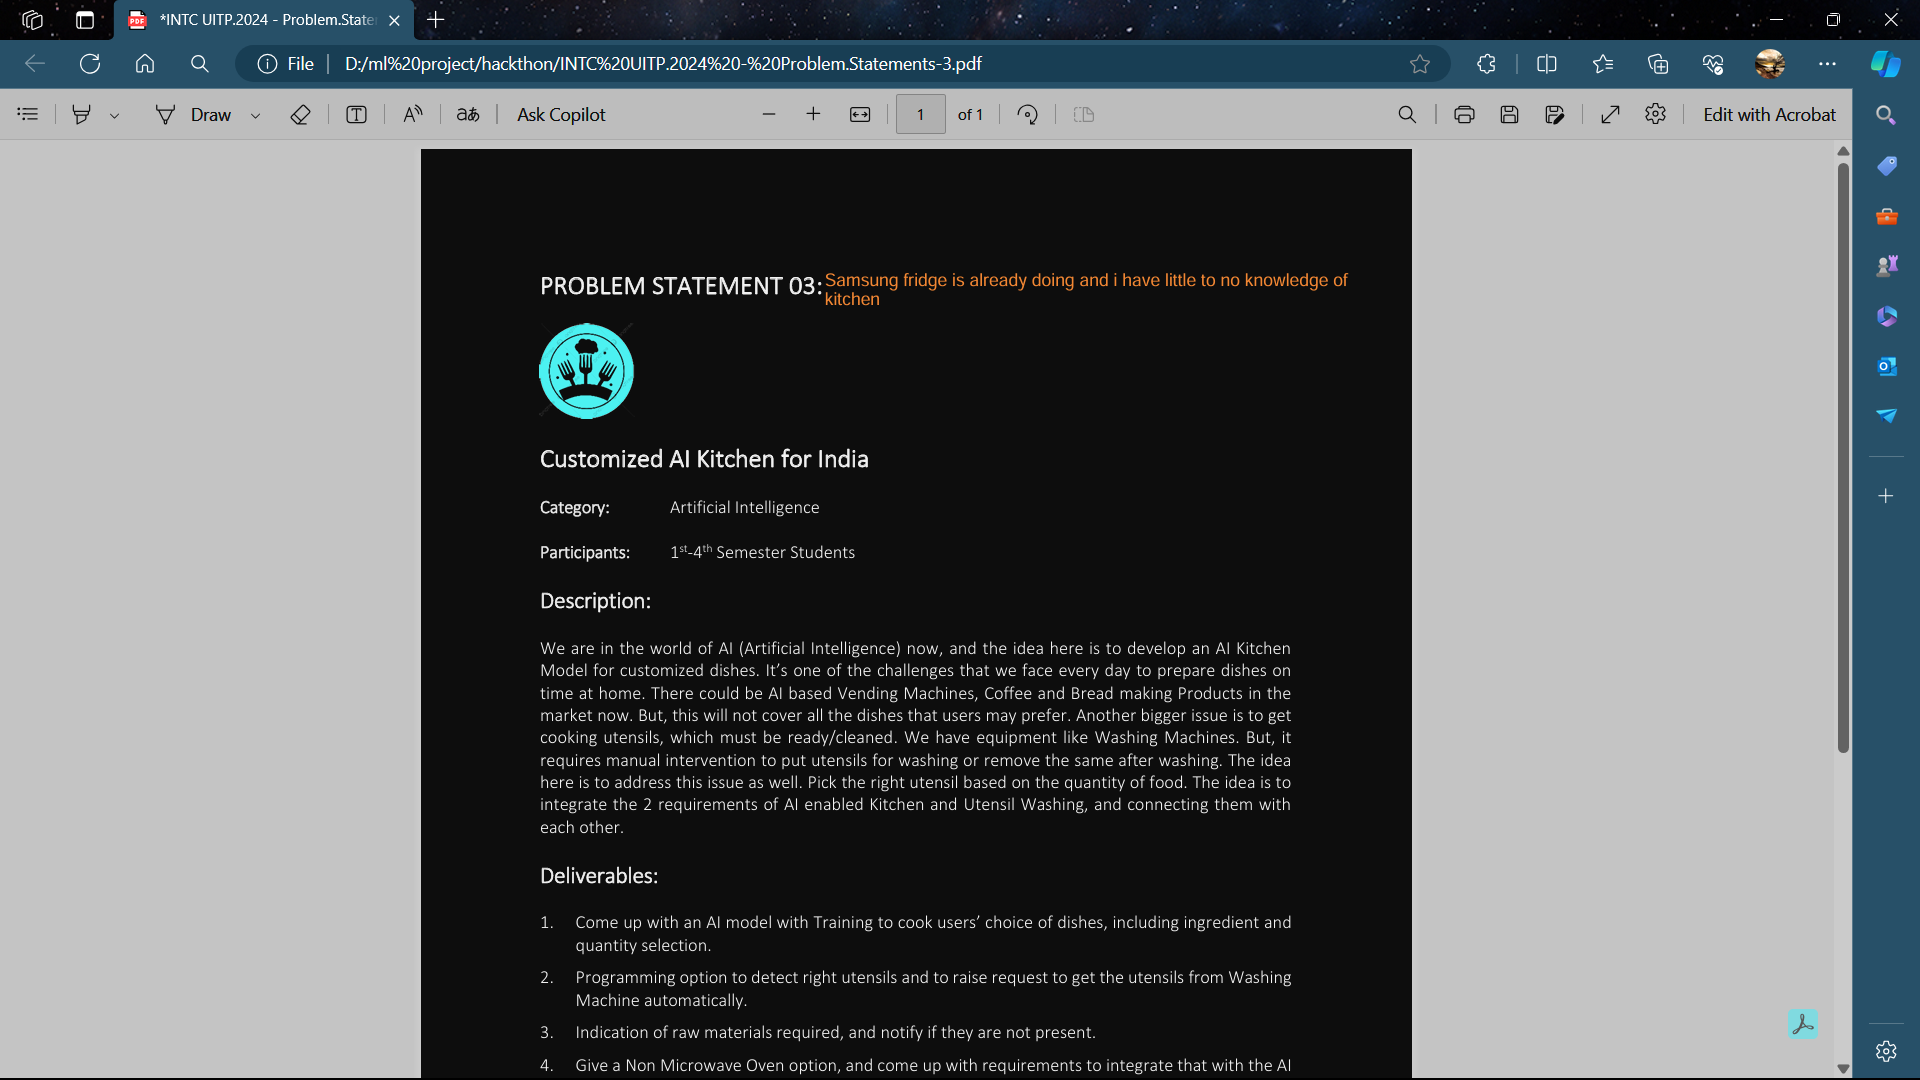 *INTC UITP.2024 - Problem.State
File
D:/ml%20project/hackthon/INTC%20UITP.2024%20-%20Problem.Statements-3.pdf
Draw
aあ
Ask Copilot
1
of 1
Edit with Acrobat
PROBLEM STATEMENT 03:
Samsung fridge is already doing and i have little to no knowledge of
kitchen
Customized AI Kitchen for India
Category: Artificial Intelligence
Participants: 1st-4th Semester Students
Description:
We are in the world of AI (Artificial Intelligence) now, and the idea here is to develop an AI Kitchen
Model for customized dishes. It’s one of the challenges that we face every day to prepare dishes on
time at home. There could be AI based Vending Machines, Coffee and Bread making Products in the
market now. But, this will not cover all the dishes that users may prefer. Another bigger issue is to get
cooking utensils, which must be ready/cleaned. We have equipment like Washing Machines. But, it
requires manual intervention to put utensils for washing or remove the same after washing. The idea
here is to address this issue as well. Pick the right utensil based on the quantity of food. The idea is to
integrate the 2 requirements of AI enabled Kitchen and Utensil Washing, and connecting them with
each other.
Deliverables:
1. Come up with an AI model with Training to cook users’ choice of dishes, including ingredient and
quantity selection.
2. Programming option to detect right utensils and to raise request to get the utensils from Washing
Machine automatically.
3. Indication of raw materials required, and notify if they are not present.
4. Give a Non Microwave Oven option, and come up with requirements to integrate that with the AI